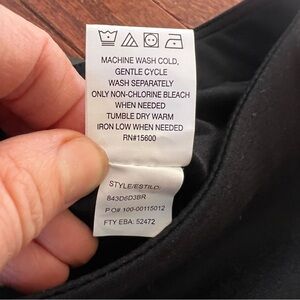 MACHINE WASH COLD,
GENTLE CYCLE
WASH SEPARATELY
ONLY NON-CHLORINE BLEACH
WHEN NEEDED
TUMBLE DRY WARM
IRON LOW WHEN NEEDED
RN#15600
STYLE/ESTILO:
843D6D3BR
P O# 100-00115012
FTY EBA: 52472